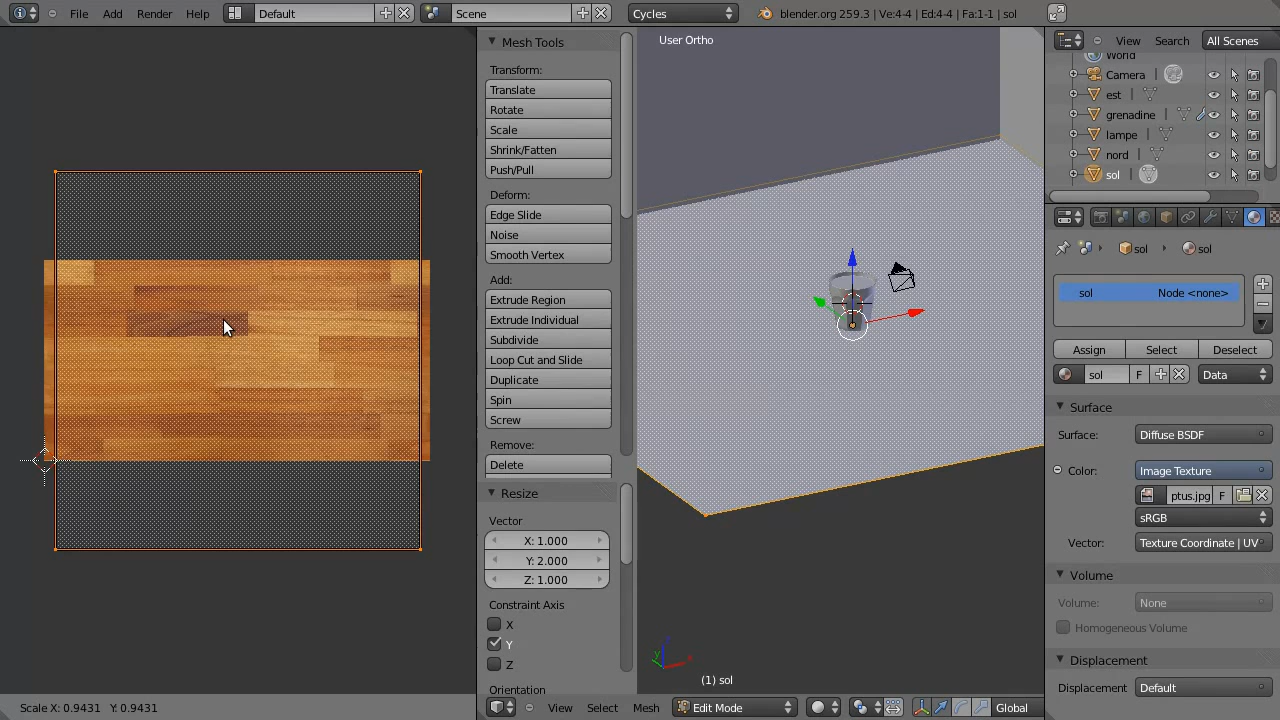 File Add Render Help Default Scene Cycles blender.org 259.3 | Ve:4-4 | Ed:4-4 | Fa:1-1 | sol
Mesh Tools
Transform:
Translate
Rotate
Scale
Shrink/Fatten
Push/Pull
Deform:
Edge Slide
Noise
Smooth Vertex
Add:
Extrude Region
Extrude Individual
Subdivide
Loop Cut and Slide
Duplicate
Spin
Screw
Remove:
Delete
Resize
Vector
X: 1.000
Y: 2.000
Z: 1.000
Constraint Axis
X
Y
Z
Orientation
User Ortho
(1) sol
View Search All Scenes
World
Camera
est
grenadine
lampe
nord
sol
sol sol
sol Node <none>
Assign Select Deselect
sol F Data
Surface
Surface: Diffuse BSDF
Color: Image Texture
ptus.jpg F
sRGB
Vector: Texture Coordinate | UV
Volume
Volume: None
Homogeneous Volume
Displacement
Displacement Default
Scale X: 0.9431 Y: 0.9431
View Select Mesh Edit Mode Global